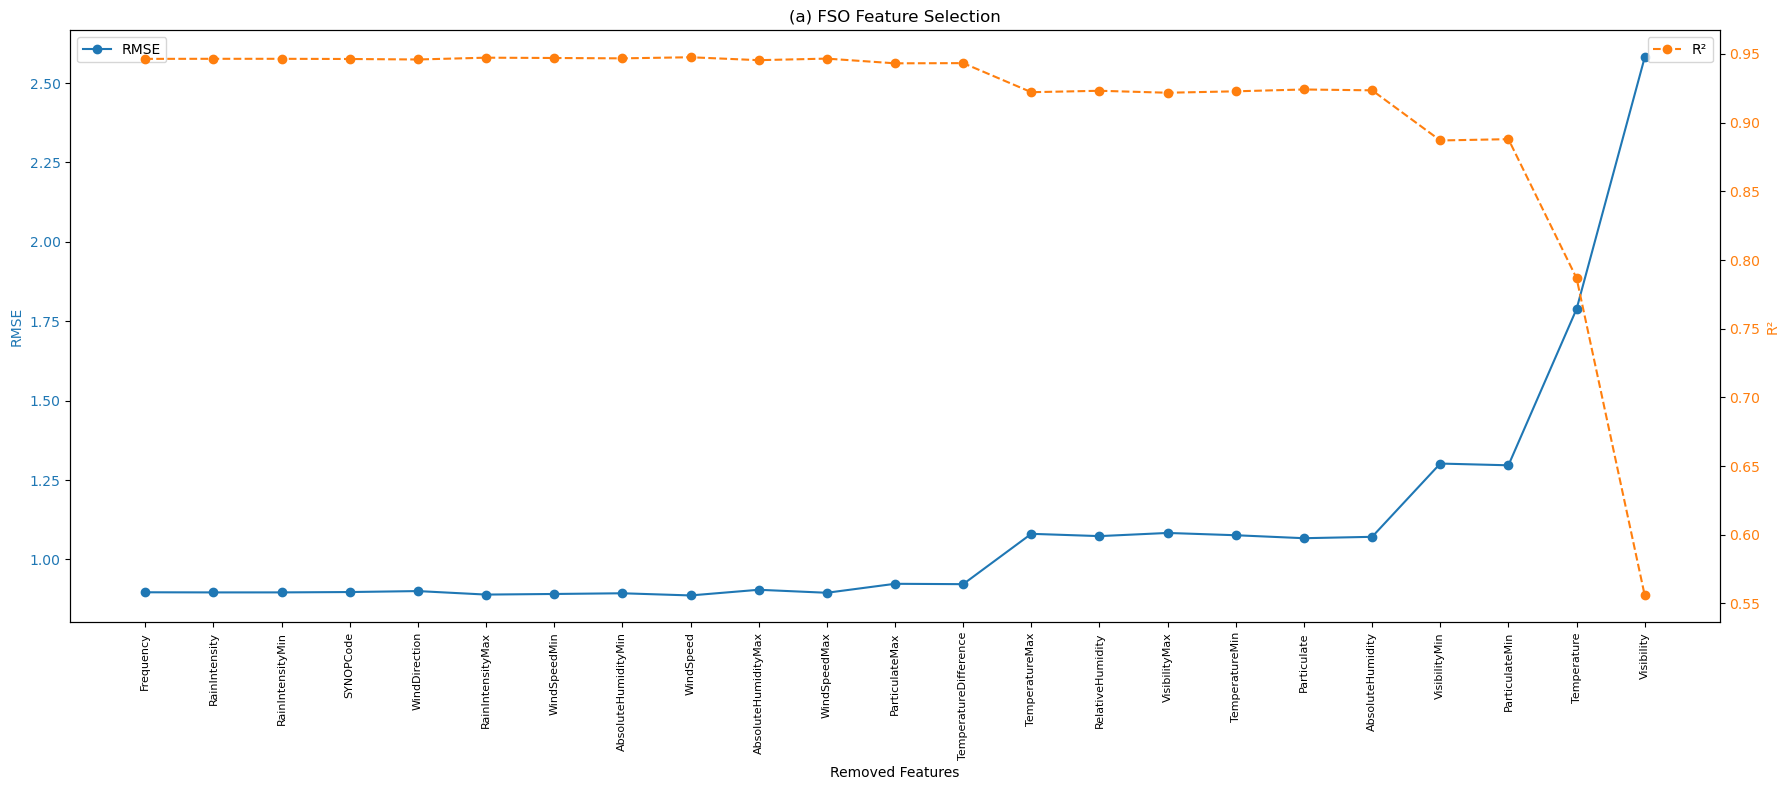 (a) FSO Feature Selection
RMSE
R²
2.50
2.25
2.00
1.75
1.50
1.25
1.00
RMSE
0.95
0.90
0.85
0.80
0.75
0.70
0.65
0.60
0.55
R²
Frequency
RainIntensity
RainIntensityMin
SYNOPCode
WindDirection
RainIntensityMax
WindSpeedMin
AbsoluteHumidityMin
WindSpeed
AbsoluteHumidityMax
WindSpeedMax
ParticulateMax
TemperatureDifference
TemperatureMax
RelativeHumidity
VisibilityMax
TemperatureMin
Particulate
AbsoluteHumidity
VisibilityMin
ParticulateMin
Temperature
Visibility
Removed Features